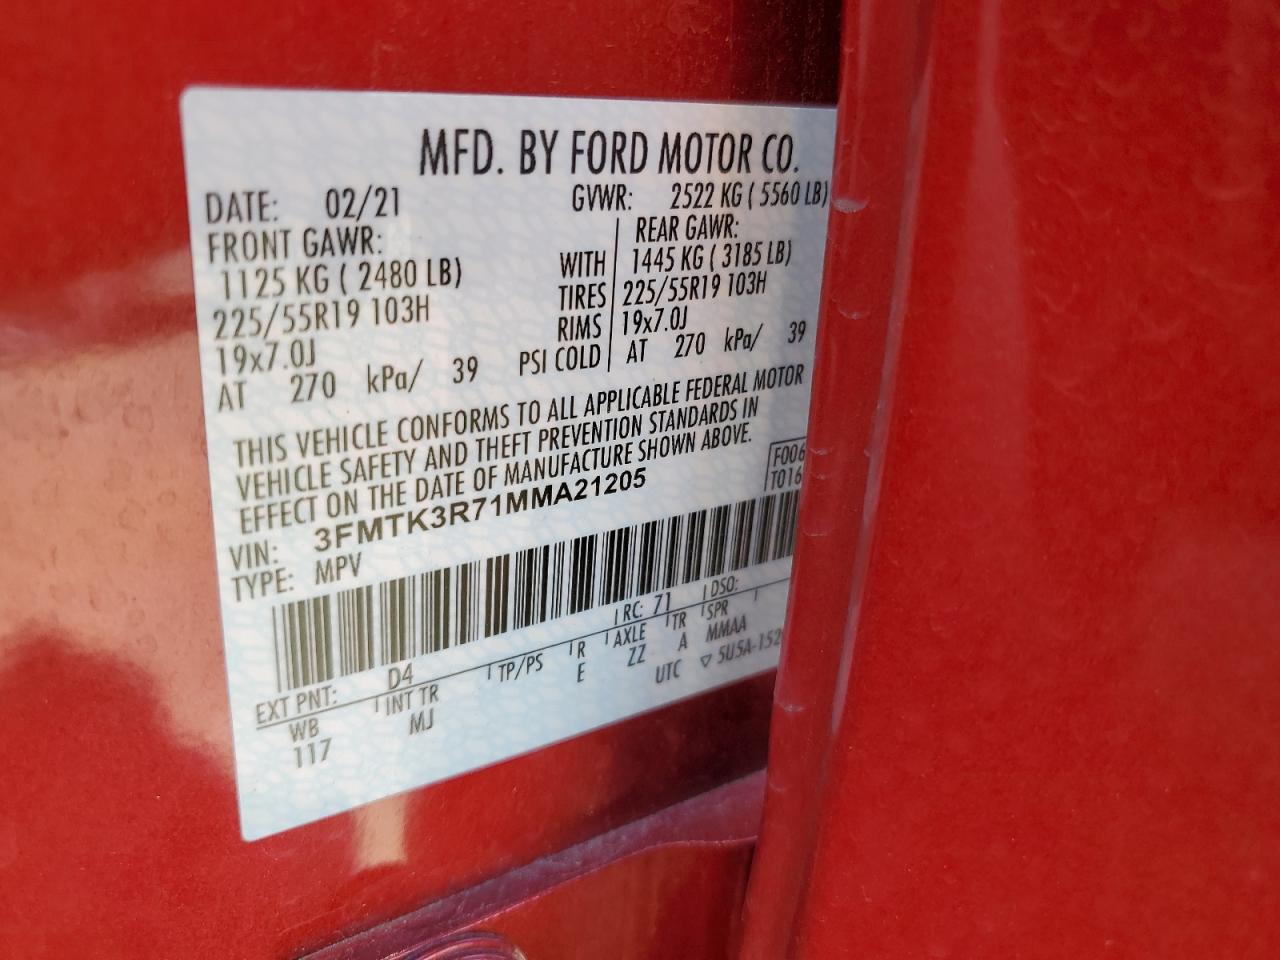 MFD. BY FORD MOTOR CO.
DATE: 02/21 GVWR: 2522 KG ( 5560 LB)
FRONT GAWR: REAR GAWR:
1125 KG ( 2480 LB) WITH 1445 KG ( 3185 LB)
225/55R19 103H TIRES 225/55R19 103H
19x7.0J RIMS 19x7.0J
AT 270 kPa/ 39 PSI COLD AT 270 kPa/ 39
THIS VEHICLE CONFORMS TO ALL APPLICABLE FEDERAL MOTOR
VEHICLE SAFETY AND THEFT PREVENTION STANDARDS IN
EFFECT ON THE DATE OF MANUFACTURE SHOWN ABOVE.
F006
T016
VIN: 3FMTK3R71MMA21205
TYPE: MPV
EXT PNT: D4 RC: 71 DSO:
WB INT TR TP/PS R AXLE TR SPR
117 MJ E ZZ A MMAA
UTC ▽ 5U5A-152